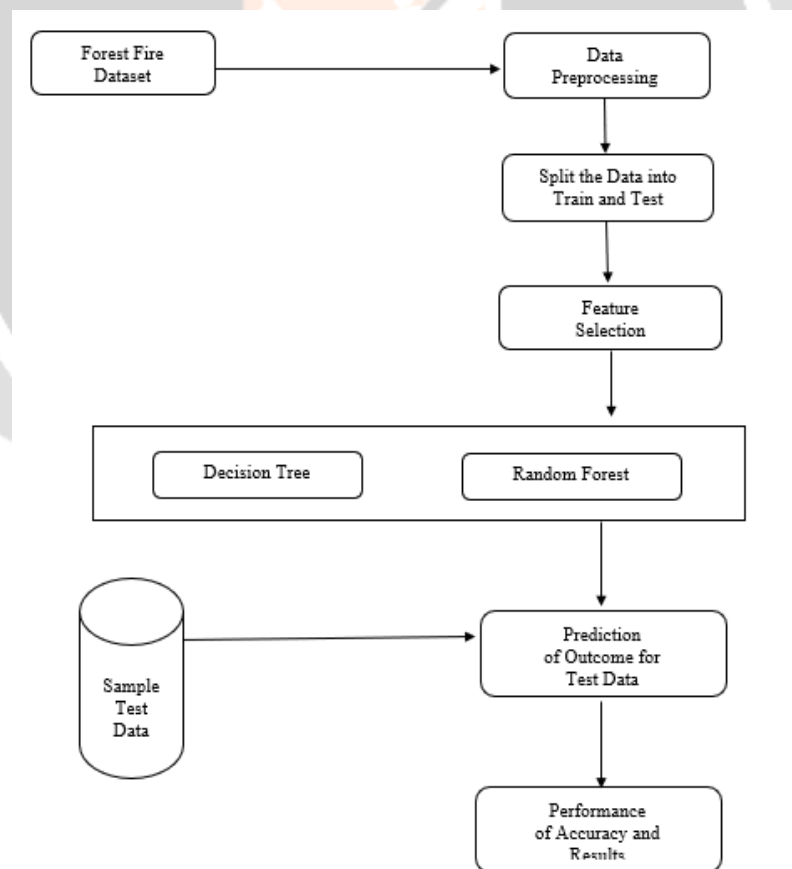 Forest Fire
Dataset
Data
Preprocessing
Split the Data into
Train and Test
Feature
Selection
Decision Tree
Random Forest
Sample
Test
Data
Prediction
of Outcome for
Test Data
Performance
of Accuracy and
Results